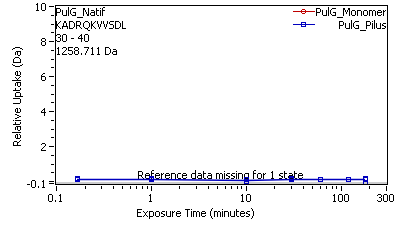 10
8
6
4
2
-0.1
Relative Uptake (Da)
PulG_Natif
KADRQKVVSDL
30 - 40
1258.711 Da
PulG_Monomer
PulG_Pilus
Reference data missing for 1 state
0.1
1
10
100
300
Exposure Time (minutes)